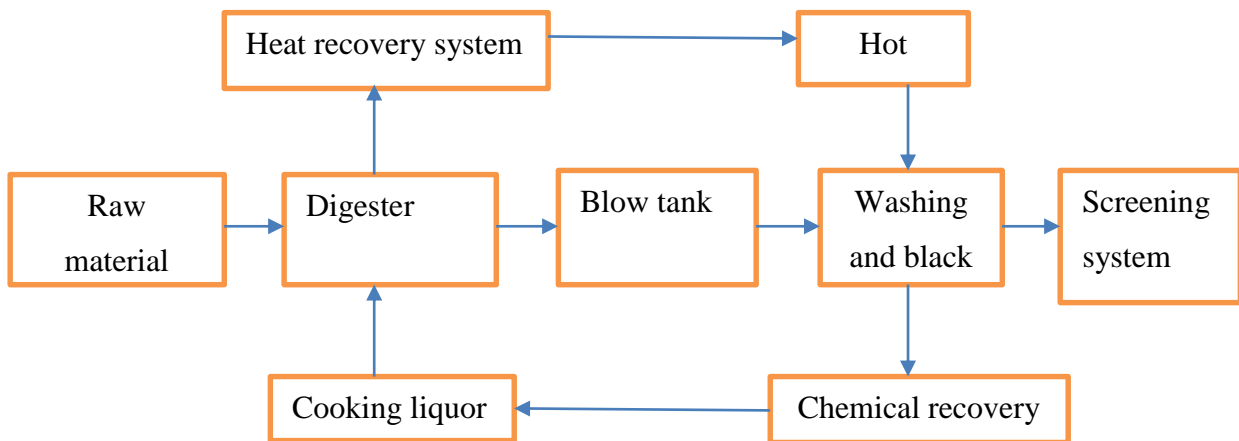 Heat recovery system
Hot
Raw
material
Digester
Blow tank
Washing
and black
Screening
system
Cooking liquor
Chemical recovery